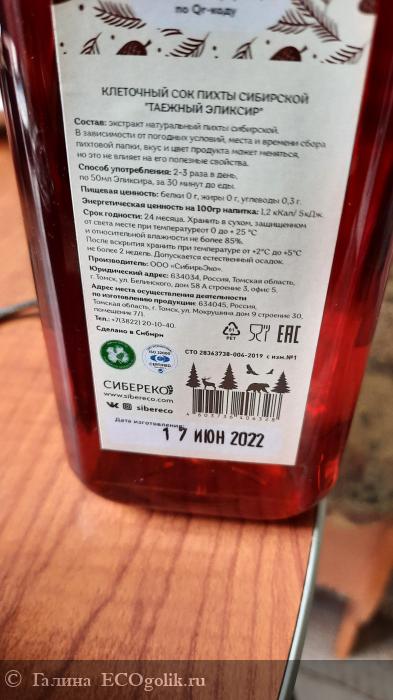 по Qr-коду
КЛЕТОЧНЫЙ СОК ПИХТЫ СИБИРСКОЙ
"ТАЕЖНЫЙ ЭЛИКСИР"
Состав: экстракт натуральный пихты сибирской.
В зависимости от погодных условий, места и времени сбора
пихтовой лапки, вкус и цвет продукта может меняться,
но это не влияет на его полезные свойства.
Способ употребления: 2-3 раза в день,
по 50мл Эликсира, за 30 минут до еды.
Пищевая ценность: белки 0 г, жиры 0 г, углеводы 0,3 г.
Энергетическая ценность на 100гр напитка: 1,2 кКал/ 5кДж.
Срок годности: 24 месяца. Хранить в сухом, защищенном
от света месте при температуреот 0 до + 25 °C
и относительной влажности не более 85%.
После вскрытия хранить при температуре от +2°C до +5°C
не более 2 недель. Допускается естественный осадок.
Производитель: ООО «СибирьЭко».
Юридический адрес: 634034, Россия, Томская область,
г. Томск, ул. Белинского, дом 58 А строение 3, офис 5.
Адрес места осуществления деятельности
по изготовлению продукции: 634045, Россия,
Томская область, г. Томск, ул. Мокрушина дом 9 строение 30,
помещение 7/1.
Тел.: +7(3822) 20-10-40.
Сделано в Сибири
PET
EAC
ISO 22000
CERTIFIED
СТО 28363738-006-2019 с изм.№1
СИБЕРЕКО
www.sibereco.com
sibereco
4603738406328
Дата изготовления:
17 ИЮН 2022
© Галина ECOgolik.ru